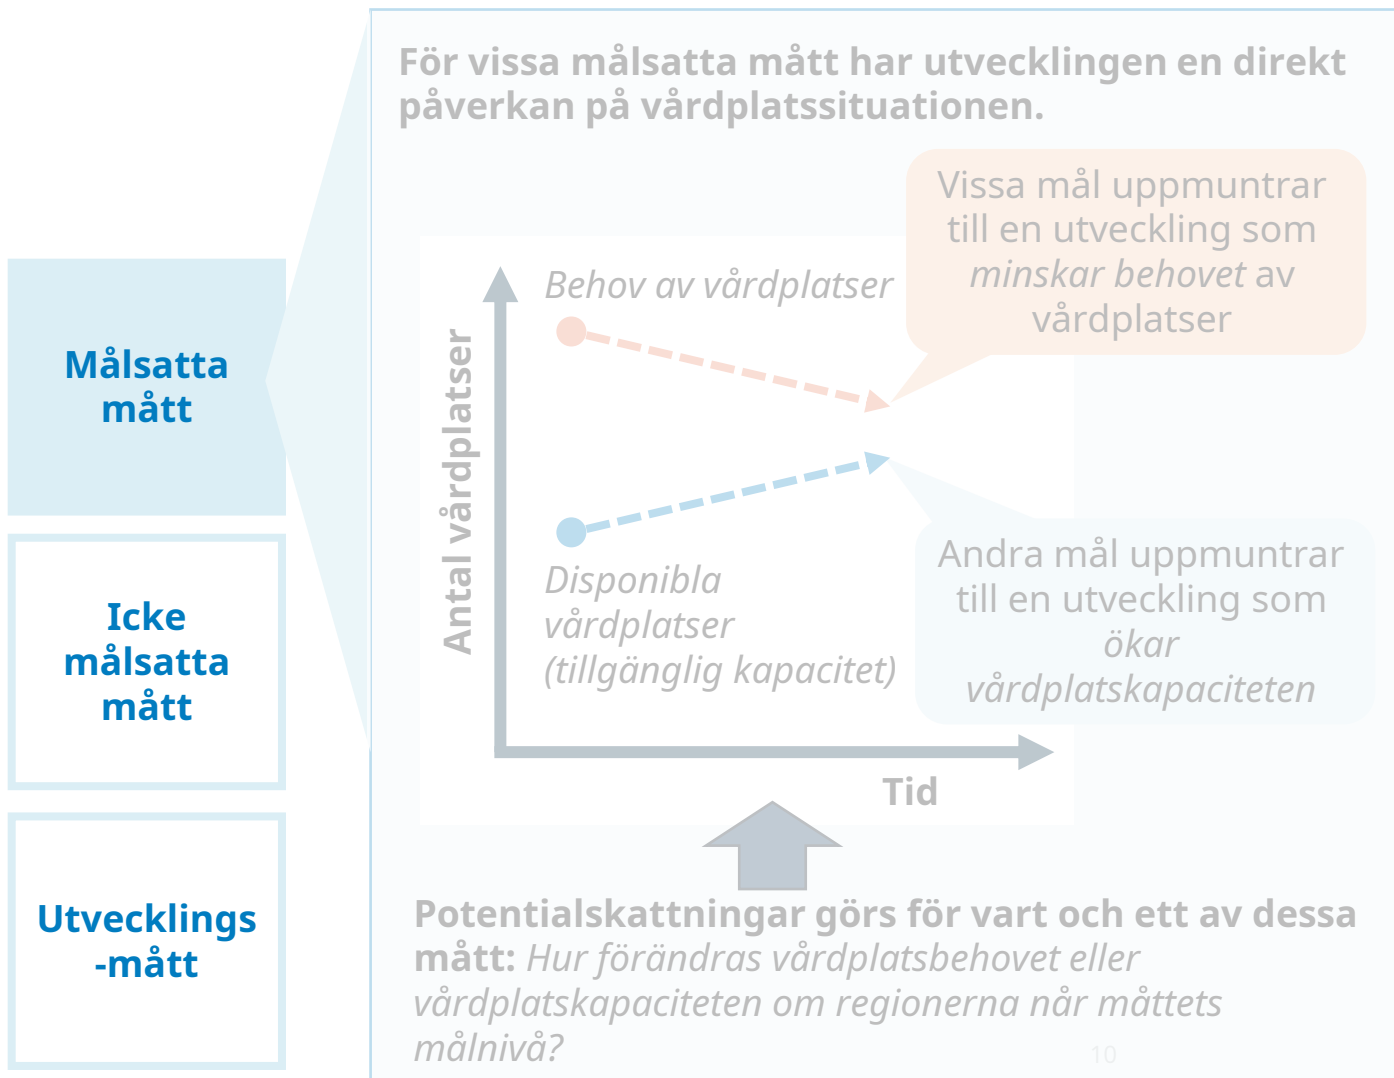 För vissa målsatta mått har utvecklingen en direkt
påverkan på vårdplatssituationen.
Vissa mål uppmuntrar
till en utveckling som
minskar behovet av
vårdplatser
Behov av vårdplatser
Antal vårdplatser
Målsatta
mått
Disponibla
vårdplatser
(tillgänglig kapacitet)
Andra mål uppmuntrar
till en utveckling som
ökar
vårdplatskapaciteten
Icke
målsatta
mått
Tid
Utvecklings
-mått
Potentialskattningar görs för vart och ett av dessa
mått: Hur förändras vårdplatsbehovet eller
vårdplatskapaciteten om regionerna når måttets
målnivå?
10